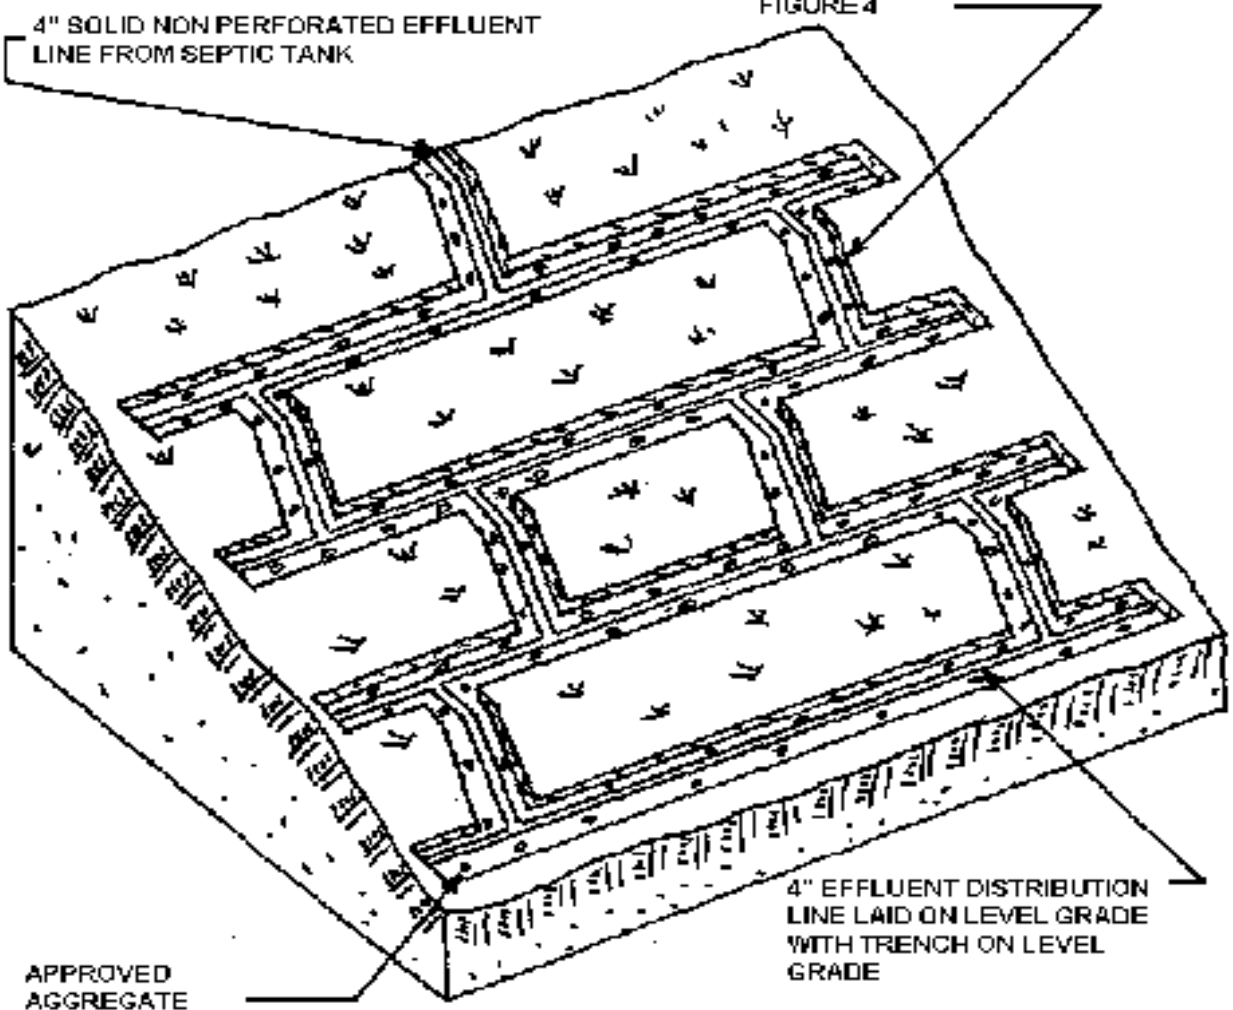 FIGURE 4
4" SOLID NON PERFORATED EFFLUENT
LINE FROM SEPTIC TANK
4" EFFLUENT DISTRIBUTION
LINE LAID ON LEVEL GRADE
WITH TRENCH ON LEVEL
GRADE
APPROVED
AGGREGATE